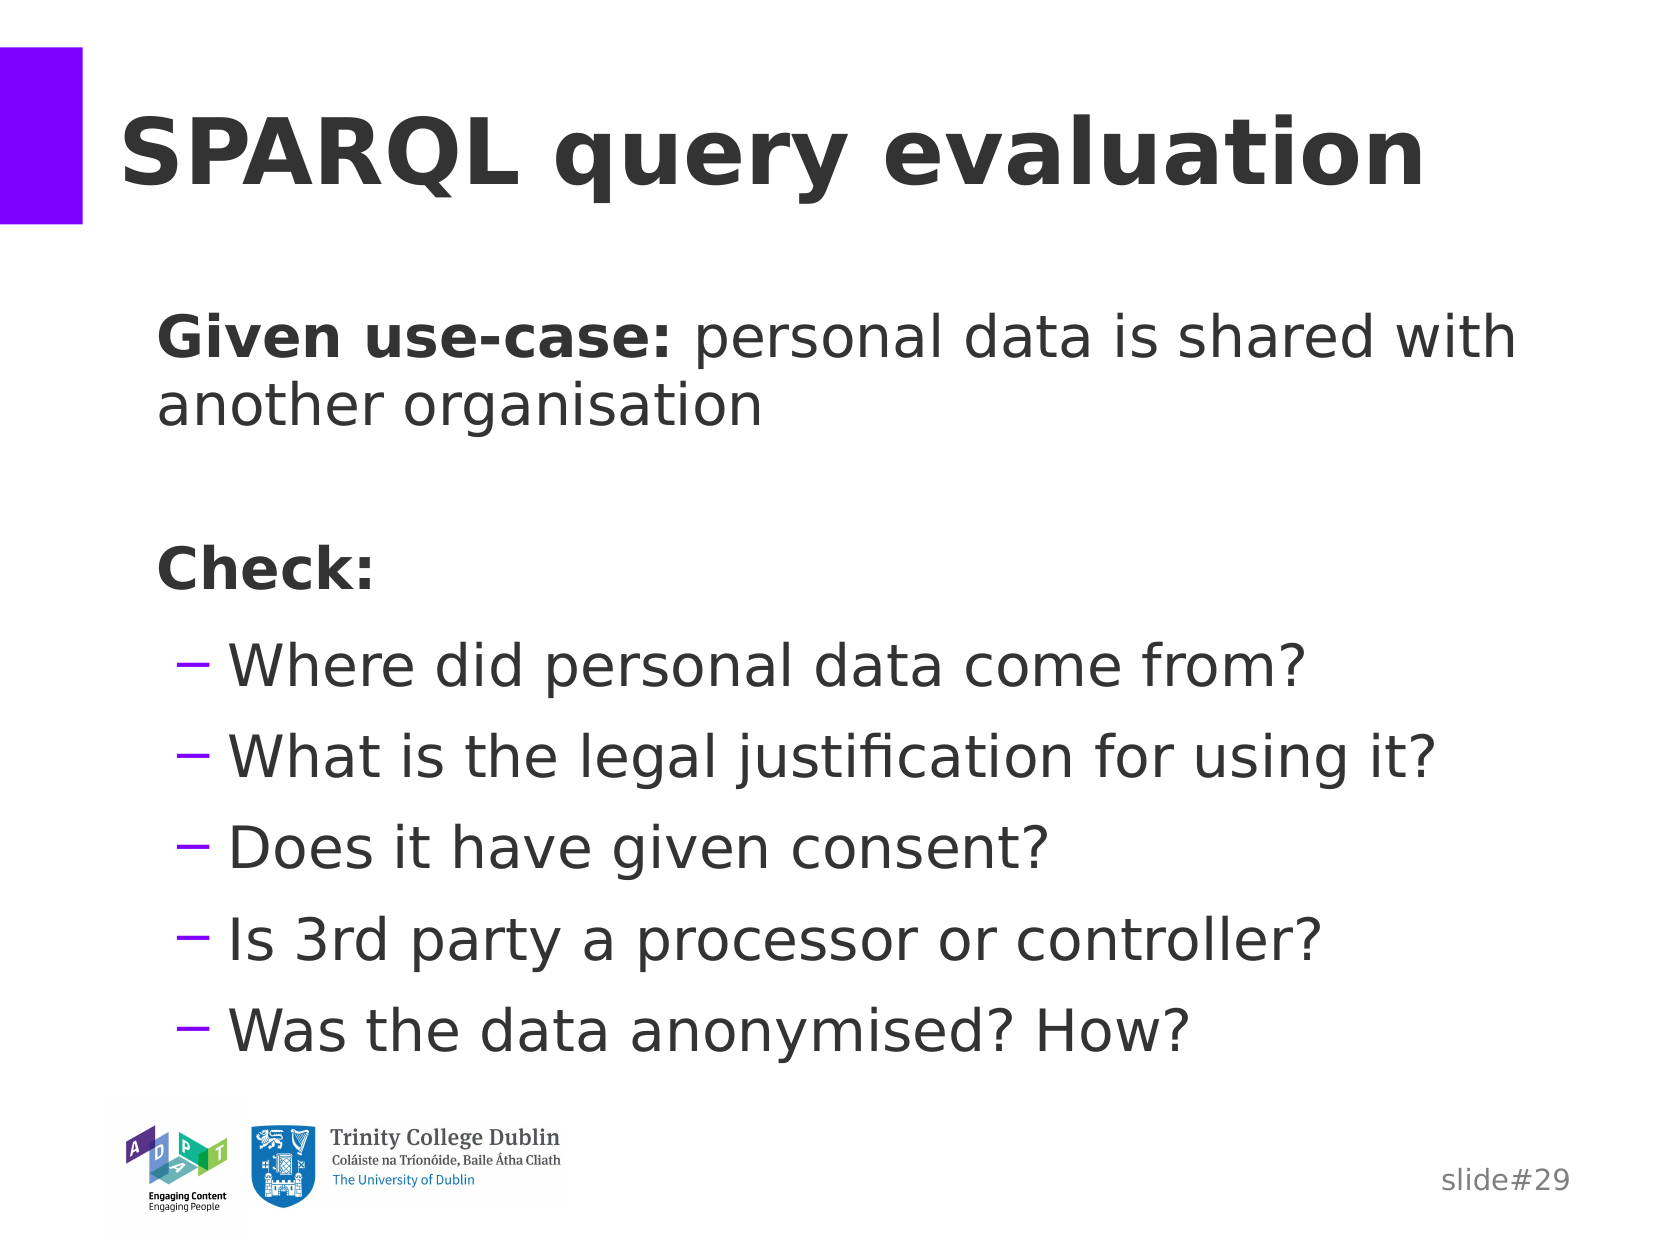 SPARQL query evaluation
Given use-case: personal data is shared with
another organisation
Check:
– Where did personal data come from?
– What is the legal justification for using it?
– Does it have given consent?
– Is 3rd party a processor or controller?
– Was the data anonymised? How?
ADAPT
Engaging Content
Engaging People
Trinity College Dublin
Coláiste na Tríonóide, Baile Átha Cliath
The University of Dublin
slide#29